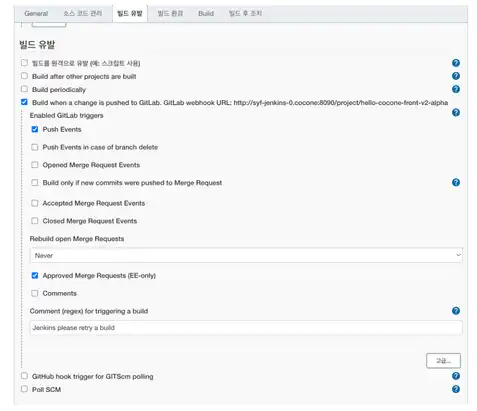 General 소스 코드 관리 빌드 유발 빌드 환경 Build 빌드 후 조치
빌드 유발
빌드를 원격으로 유발 (예: 스크립트 사용)
Build after other projects are built
Build periodically
Build when a change is pushed to GitLab. GitLab webhook URL: http://syf-jenkins-0.cocone:8090/project/hello-cocone-front-v2-alpha
Enabled GitLab triggers
Push Events
Push Events in case of branch delete
Opened Merge Request Events
Build only if new commits were pushed to Merge Request
Accepted Merge Request Events
Closed Merge Request Events
Rebuild open Merge Requests
Never
Approved Merge Requests (EE-only)
Comments
Comment (regex) for triggering a build
Jenkins please retry a build
고급...
GitHub hook trigger for GITScm polling
Poll SCM